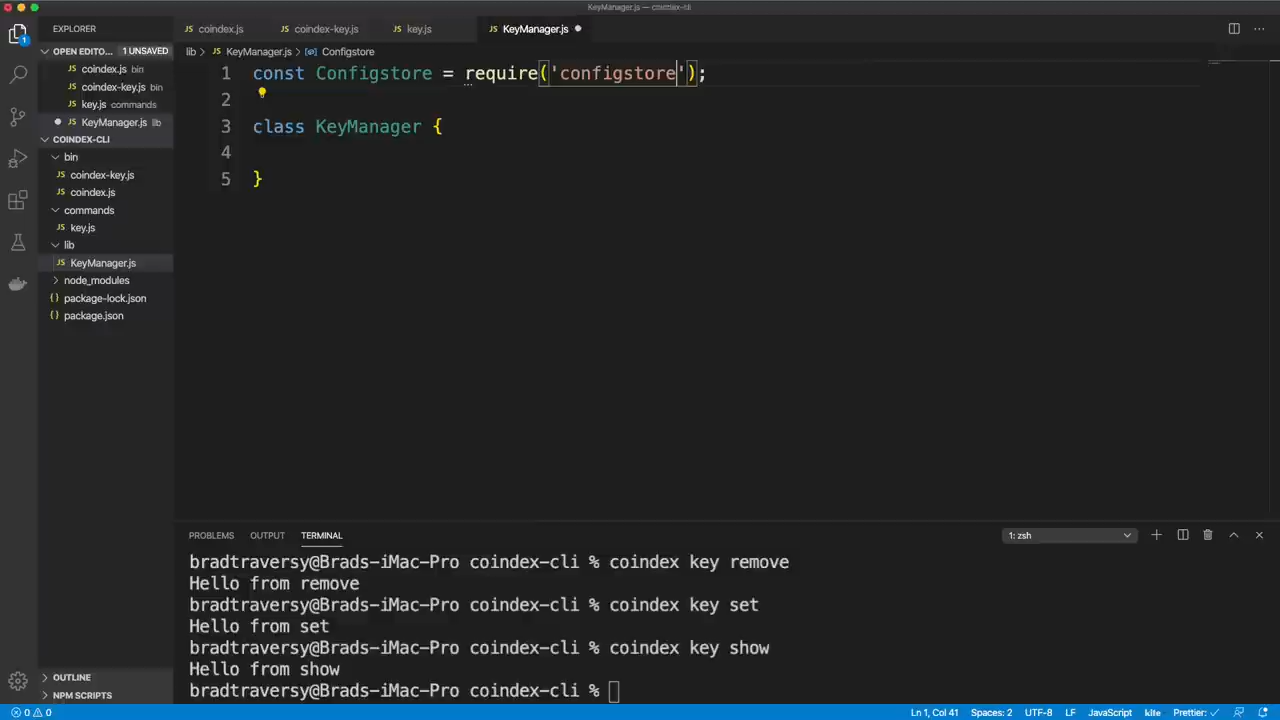 KeyManager.js — coindex-cli
EXPLORER
OPEN EDITO... 1 UNSAVED
coindex.js bin
coindex-key.js bin
key.js commands
KeyManager.js lib
COINDEX-CLI
bin
coindex-key.js
coindex.js
commands
key.js
lib
KeyManager.js
node_modules
package-lock.json
package.json
OUTLINE
NPM SCRIPTS
coindex.js coindex-key.js key.js KeyManager.js
lib > KeyManager.js > Configstore
1 const Configstore = require('configstore');
2
3 class KeyManager {
4
5 }
PROBLEMS OUTPUT TERMINAL 1: zsh
bradtraversy@Brads-iMac-Pro coindex-cli % coindex key remove
Hello from remove
bradtraversy@Brads-iMac-Pro coindex-cli % coindex key set
Hello from set
bradtraversy@Brads-iMac-Pro coindex-cli % coindex key show
Hello from show
bradtraversy@Brads-iMac-Pro coindex-cli %
0 0 Ln 1, Col 41 Spaces: 2 UTF-8 LF JavaScript kite Prettier: ✓